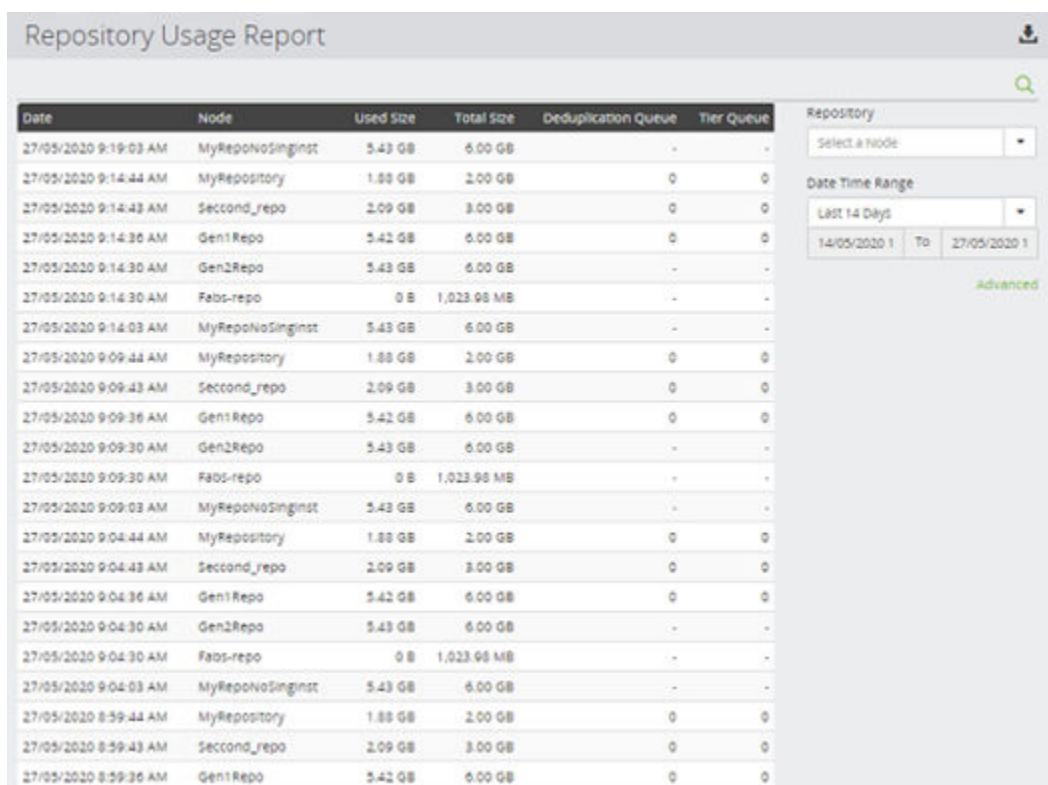 Repository Usage Report
Date Node Used Size Total Size Deduplication Queue Tier Queue
27/05/2020 9:19:03 AM MyRepoNoSinginst 5.43 GB 6.00 GB - -
27/05/2020 9:14:44 AM MyRepository 1.88 GB 2.00 GB 0 0
27/05/2020 9:14:43 AM Seccond_repo 2.09 GB 3.00 GB 0 0
27/05/2020 9:14:36 AM Gen1Repo 5.42 GB 6.00 GB 0 0
27/05/2020 9:14:30 AM Gen2Repo 5.43 GB 6.00 GB - -
27/05/2020 9:14:30 AM Fabs-repo 0 B 1,023.98 MB - -
27/05/2020 9:14:03 AM MyRepoNoSinginst 5.43 GB 6.00 GB - -
27/05/2020 9:09:44 AM MyRepository 1.88 GB 2.00 GB 0 0
27/05/2020 9:09:43 AM Seccond_repo 2.09 GB 3.00 GB 0 0
27/05/2020 9:09:36 AM Gen1Repo 5.42 GB 6.00 GB 0 0
27/05/2020 9:09:30 AM Gen2Repo 5.43 GB 6.00 GB - -
27/05/2020 9:09:30 AM Fabs-repo 0 B 1,023.98 MB - -
27/05/2020 9:09:03 AM MyRepoNoSinginst 5.43 GB 6.00 GB - -
27/05/2020 9:04:44 AM MyRepository 1.88 GB 2.00 GB 0 0
27/05/2020 9:04:43 AM Seccond_repo 2.09 GB 3.00 GB 0 0
27/05/2020 9:04:36 AM Gen1Repo 5.42 GB 6.00 GB 0 0
27/05/2020 9:04:30 AM Gen2Repo 5.43 GB 6.00 GB - -
27/05/2020 9:04:30 AM Fabs-repo 0 B 1,023.98 MB - -
27/05/2020 9:04:03 AM MyRepoNoSinginst 5.43 GB 6.00 GB - -
27/05/2020 8:59:44 AM MyRepository 1.88 GB 2.00 GB 0 0
27/05/2020 8:59:43 AM Seccond_repo 2.09 GB 3.00 GB 0 0
27/05/2020 8:59:36 AM Gen1Repo 5.42 GB 6.00 GB 0 0
Repository
Select a Node
Date Time Range
Last 14 Days
14/05/2020 1 To 27/05/2020 1
Advanced